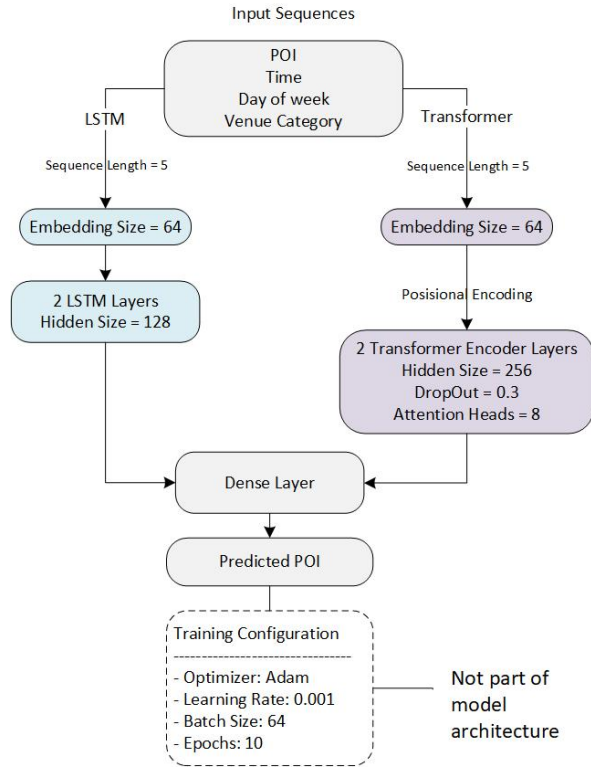 Input Sequences
POI
Time
Day of week
Venue Category
LSTM
Transformer
Sequence Length = 5
Sequence Length = 5
Embedding Size = 64
Embedding Size = 64
2 LSTM Layers
Hidden Size = 128
Posisional Encoding
2 Transformer Encoder Layers
Hidden Size = 256
DropOut = 0.3
Attention Heads = 8
Dense Layer
Predicted POI
Training Configuration
---------------------------------
- Optimizer: Adam
- Learning Rate: 0.001
- Batch Size: 64
- Epochs: 10
Not part of
model
architecture